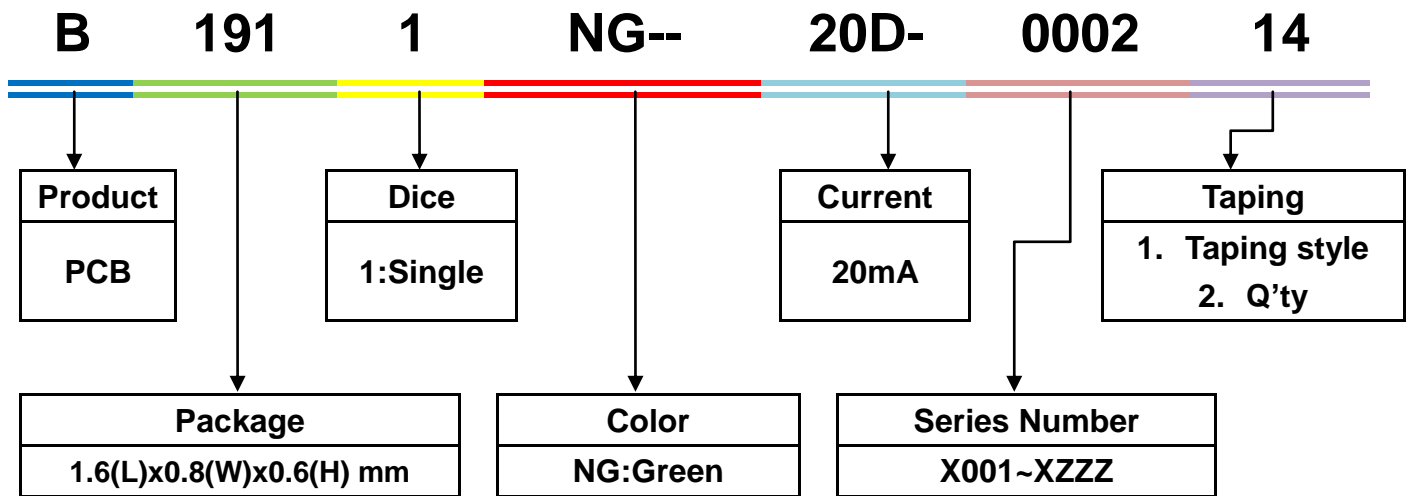 B 191 1 NG-- 20D- 0002 14
Product
PCB
Dice
1:Single
Current
20mA
Taping
1. Taping style
2. Q’ty
Package
1.6(L)x0.8(W)x0.6(H) mm
Color
NG:Green
Series Number
X001~XZZZ